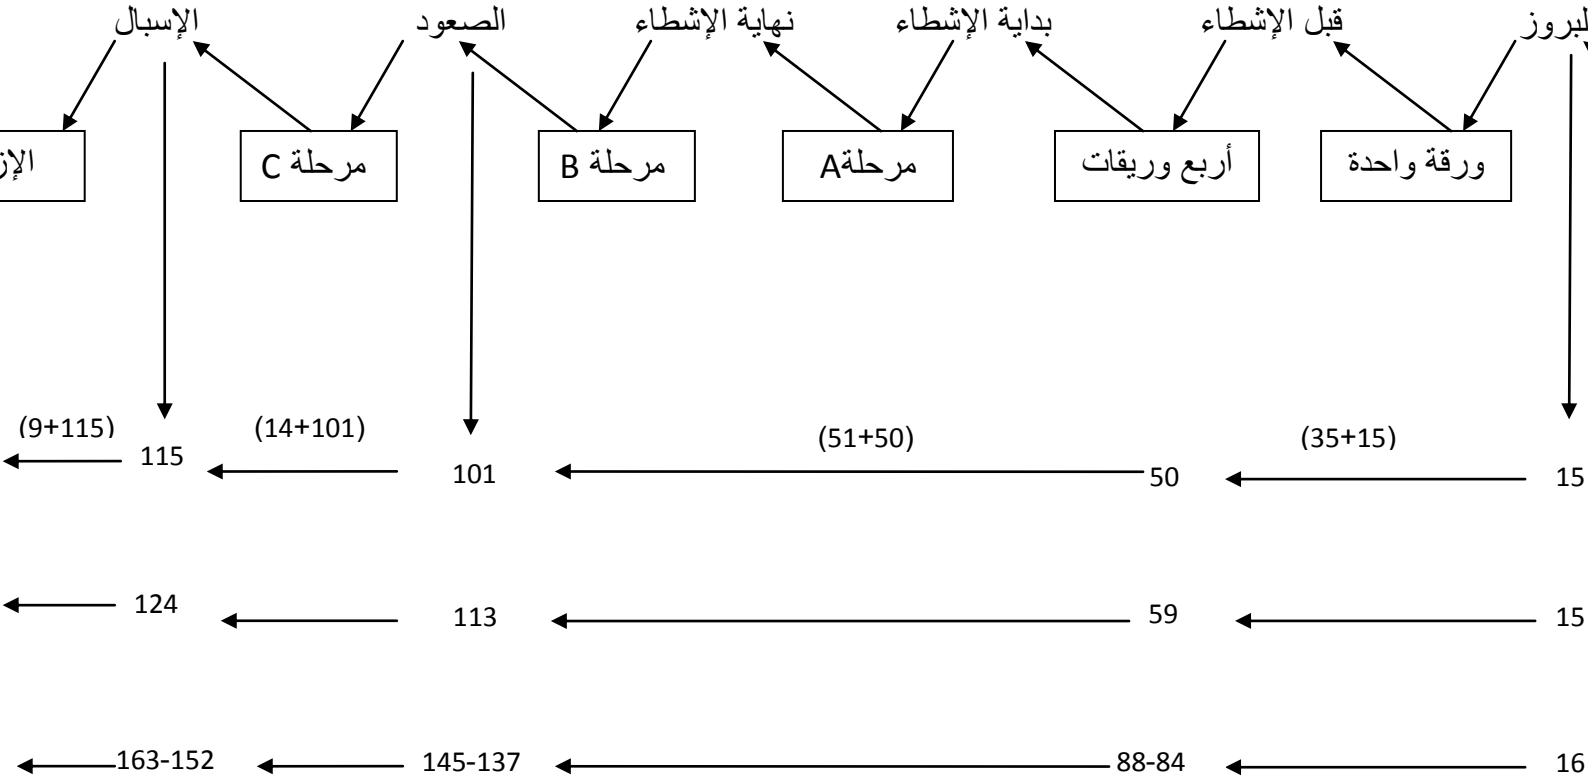 لبروز قبل الإشطاء بداية الإشطاء نهاية الإشطاء الصعود الإسبال
ورقة واحدة أربع وريقات مرحلةA مرحلة B مرحلة C الإز
(35+15) (51+50) (14+101) (9+115)
15 50 101 115
15 59 113 124
16 88-84 145-137 163-152